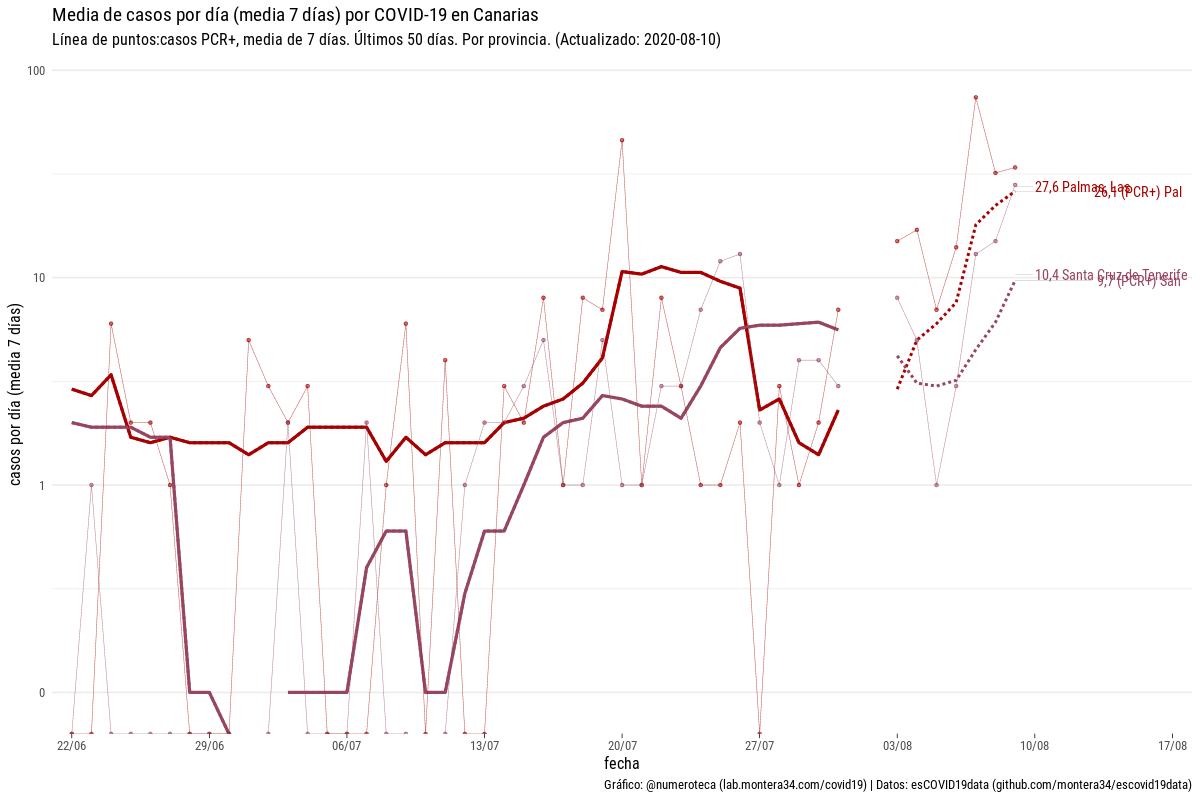 Media de casos por día (media 7 días) por COVID-19 en Canarias
Línea de puntos:casos PCR+, media de 7 días. Últimos 50 días. Por provincia. (Actualizado: 2020-08-10)
casos por día (media 7 días)
100
10
1
0
27,6 Palmas, Las
26,1 (PCR+) Pal
10,4 Santa Cruz de Tenerife
9,7 (PCR+) San
22/06
29/06
06/07
13/07
20/07
27/07
03/08
10/08
17/08
fecha
Gráfico: @numeroteca (lab.montera34.com/covid19) | Datos: esCOVID19data (github.com/montera34/escovid19data)